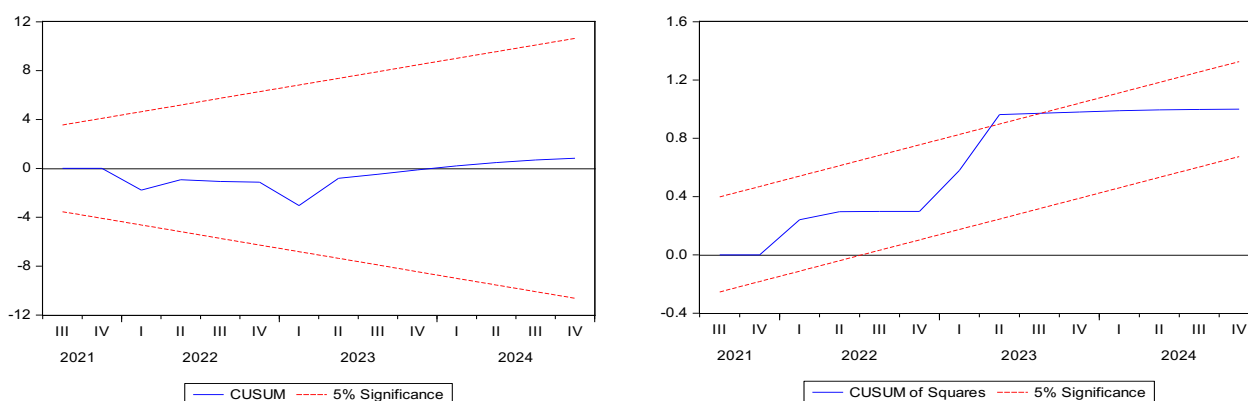 12
8
4
0
-4
-8
-12
III IV I II III IV I II III IV I II III IV
2021 2022 2023 2024
CUSUM 5% Significance
1.6
1.2
0.8
0.4
0.0
-0.4
III IV I II III IV I II III IV I II III IV
2021 2022 2023 2024
CUSUM of Squares 5% Significance